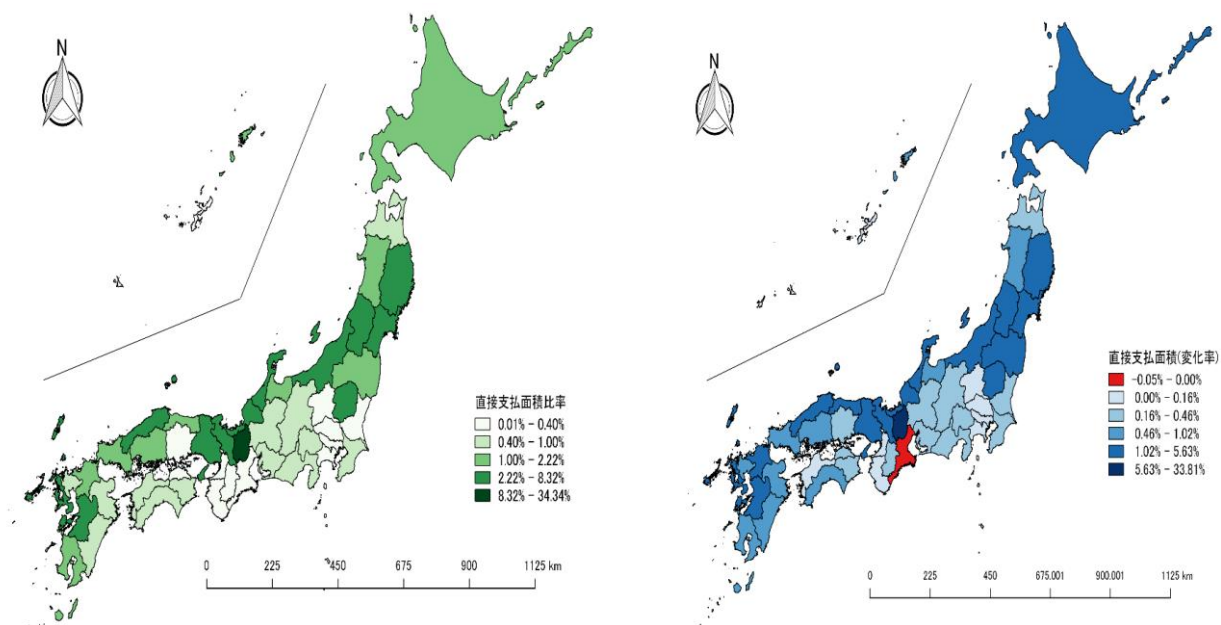 N
直接支払面積比率
0.01% - 0.40%
0.40% - 1.00%
1.00% - 2.22%
2.22% - 8.32%
8.32% - 34.34%
0 225 450 675 900 1125 km
N
直接支払面積(変化率)
-0.05% - 0.00%
0.00% - 0.16%
0.16% - 0.46%
0.46% - 1.02%
1.02% - 5.63%
5.63% - 33.81%
0 225 450 675.001 900.001 1125 km